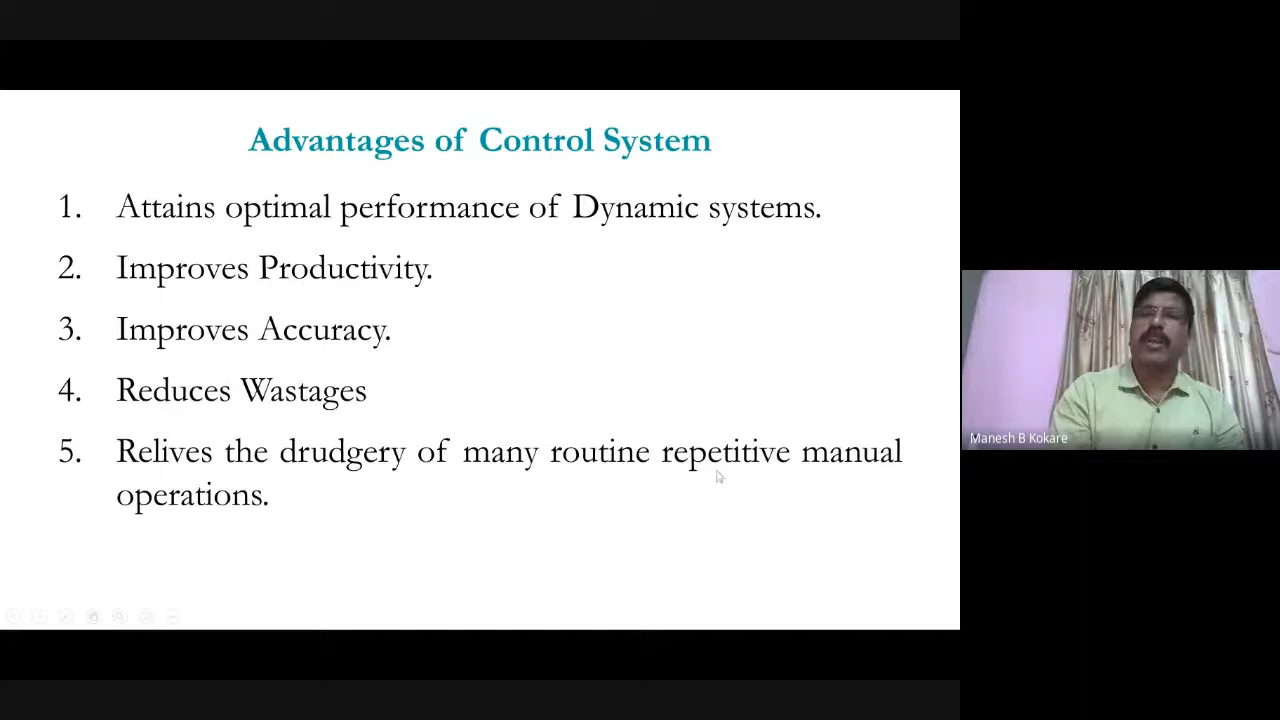 Advantages of Control System
1. Attains optimal performance of Dynamic systems.
2. Improves Productivity.
3. Improves Accuracy.
4. Reduces Wastages
5. Relives the drudgery of many routine repetitive manual
operations.
Manesh B Kokare